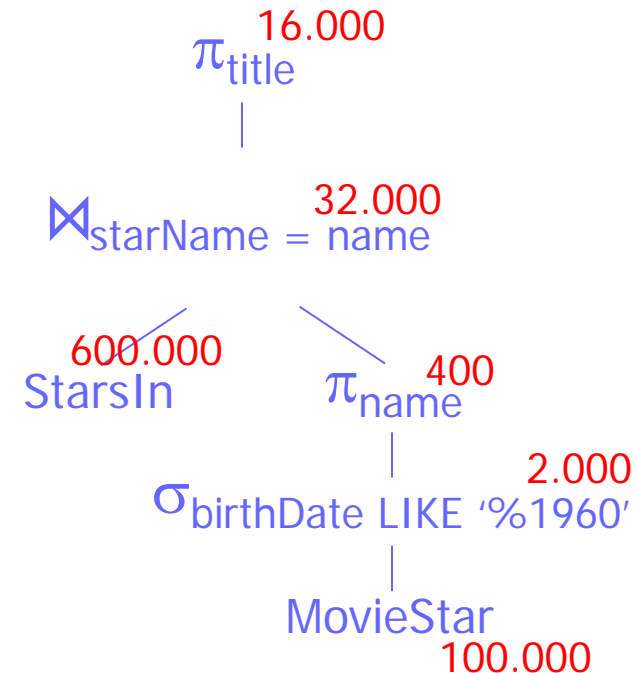 16.000
πtitle
32.000
⋈starName = name
600.000
StarsIn
400
πname
2.000
σbirthDate LIKE ‘%1960’
MovieStar
100.000